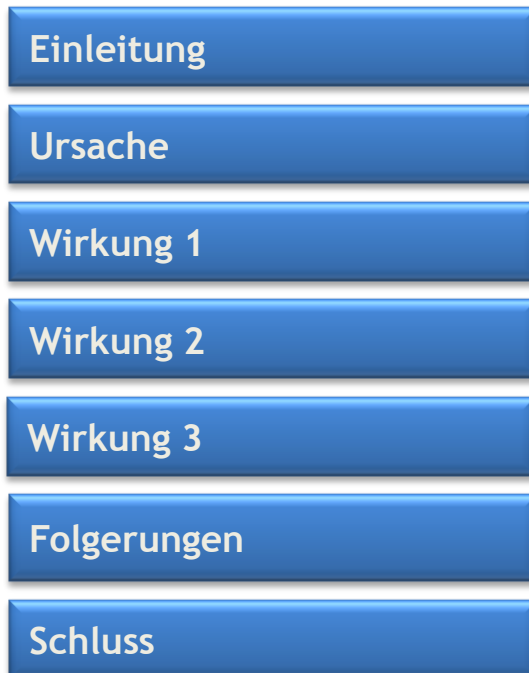 Einleitung
Ursache
Wirkung 1
Wirkung 2
Wirkung 3
Folgerungen
Schluss